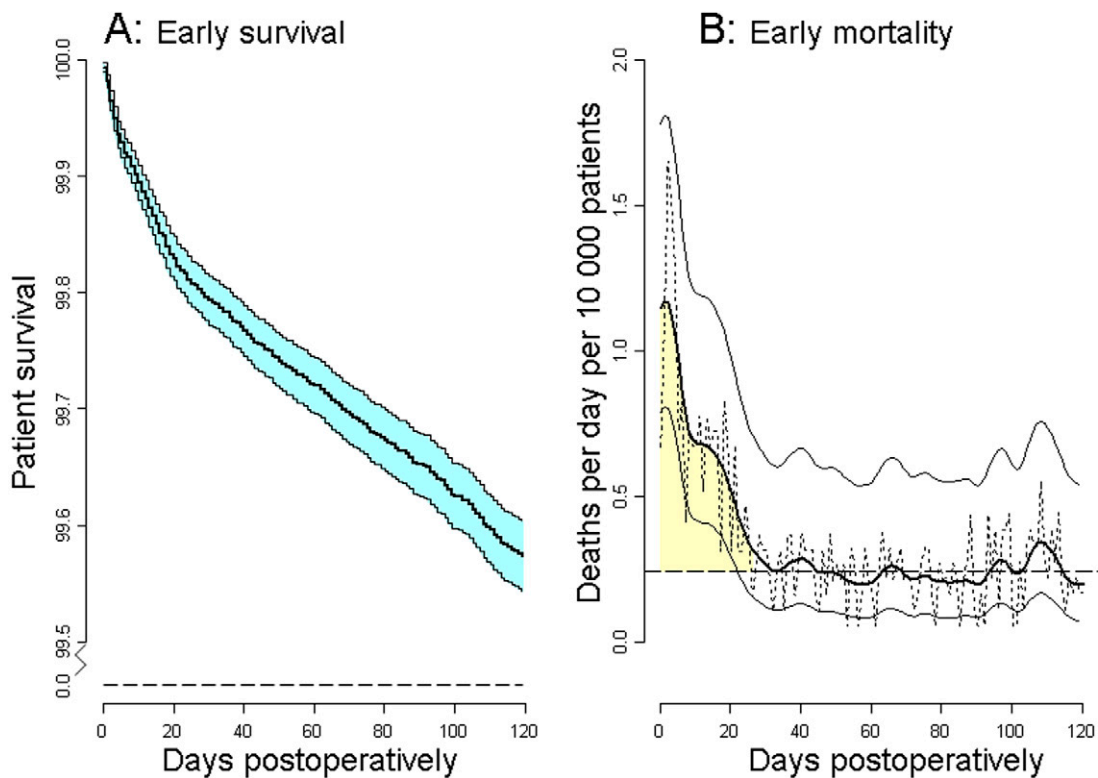 A: Early survival
Patient survival
100.0
99.9
99.8
99.7
99.6
99.5
0.0
0 20 40 60 80 100 120
Days postoperatively
B: Early mortality
Deaths per day per 10 000 patients
2.0
1.5
1.0
0.5
0.0
0 20 40 60 80 100 120
Days postoperatively